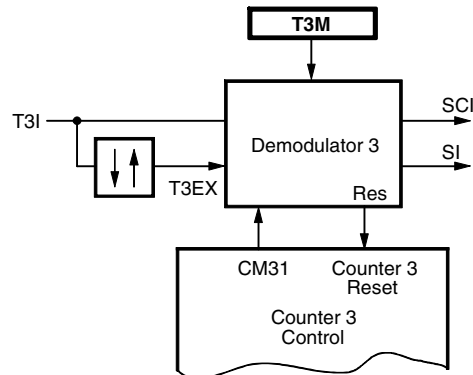 T3M
SCI
T3I
Demodulator 3
SI
T3EX
Res
CM31
Counter 3
Reset
Counter 3
Control